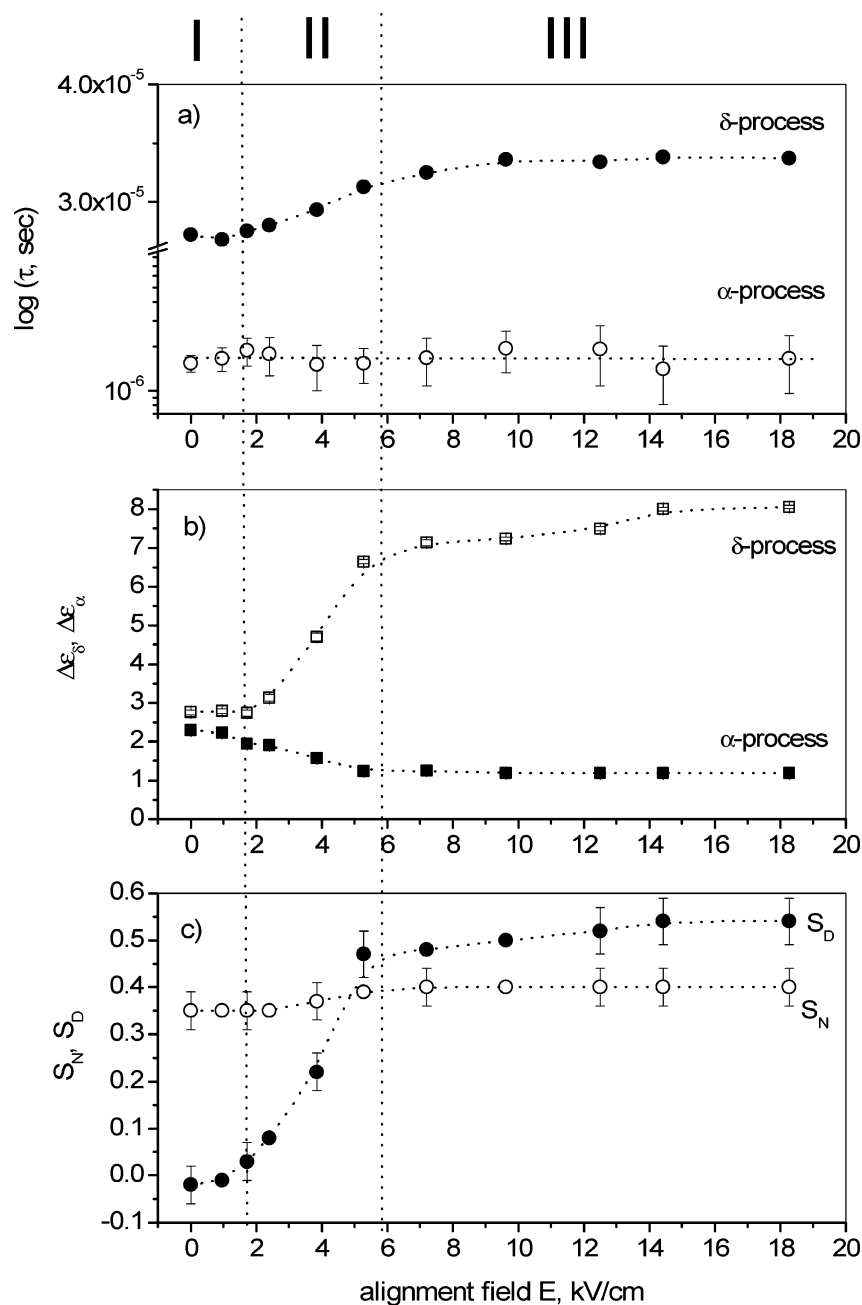 I II III
4.0x10⁻⁵
a)
δ-process
3.0x10⁻⁵
log (τ, sec)
α-process
10⁻⁶
0 2 4 6 8 10 12 14 16 18 20
8
b)
7
δ-process
6
5
Δε_δ, Δε_α
4
3
2
α-process
1
0
0 2 4 6 8 10 12 14 16 18 20
0.6
c)
S_D
0.5
0.4
S_N
0.3
S_N, S_D
0.2
0.1
0.0
-0.1
0 2 4 6 8 10 12 14 16 18 20
alignment field E, kV/cm